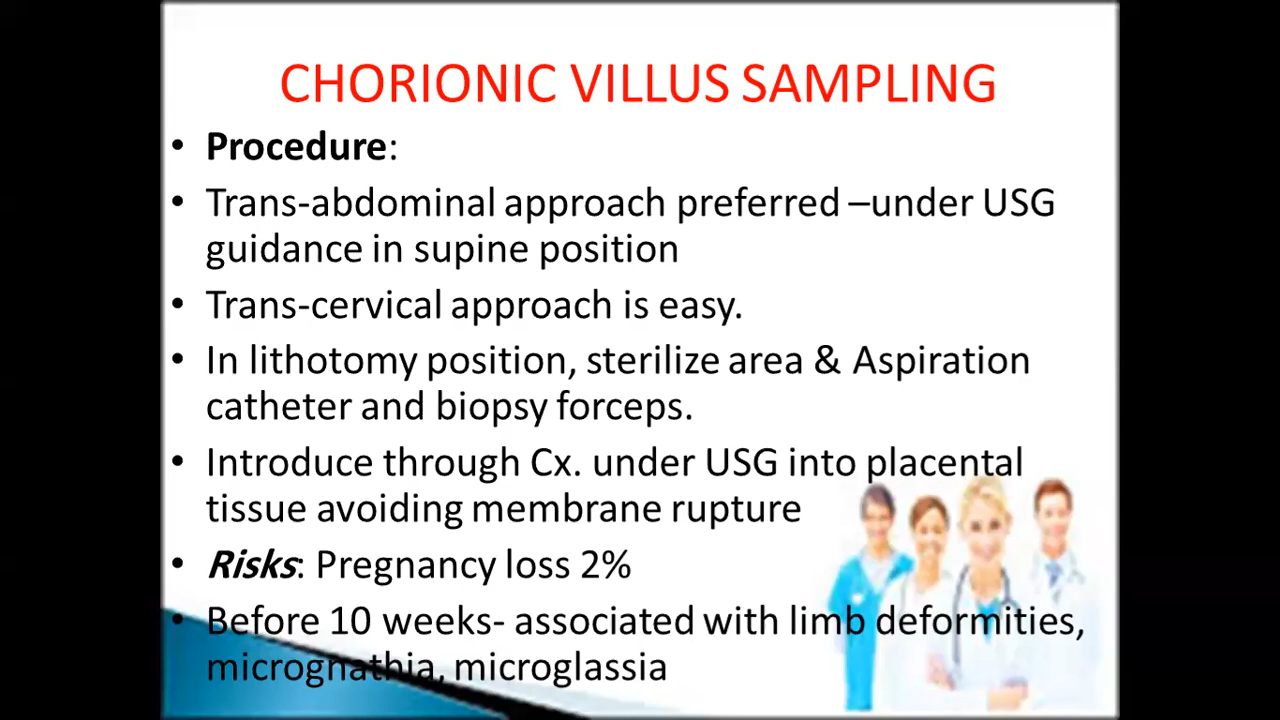 CHORIONIC VILLUS SAMPLING
• Procedure:
• Trans-abdominal approach preferred –under USG
guidance in supine position
• Trans-cervical approach is easy.
• In lithotomy position, sterilize area & Aspiration
catheter and biopsy forceps.
• Introduce through Cx. under USG into placental
tissue avoiding membrane rupture
• Risks: Pregnancy loss 2%
• Before 10 weeks- associated with limb deformities,
micrognathia, microglassia